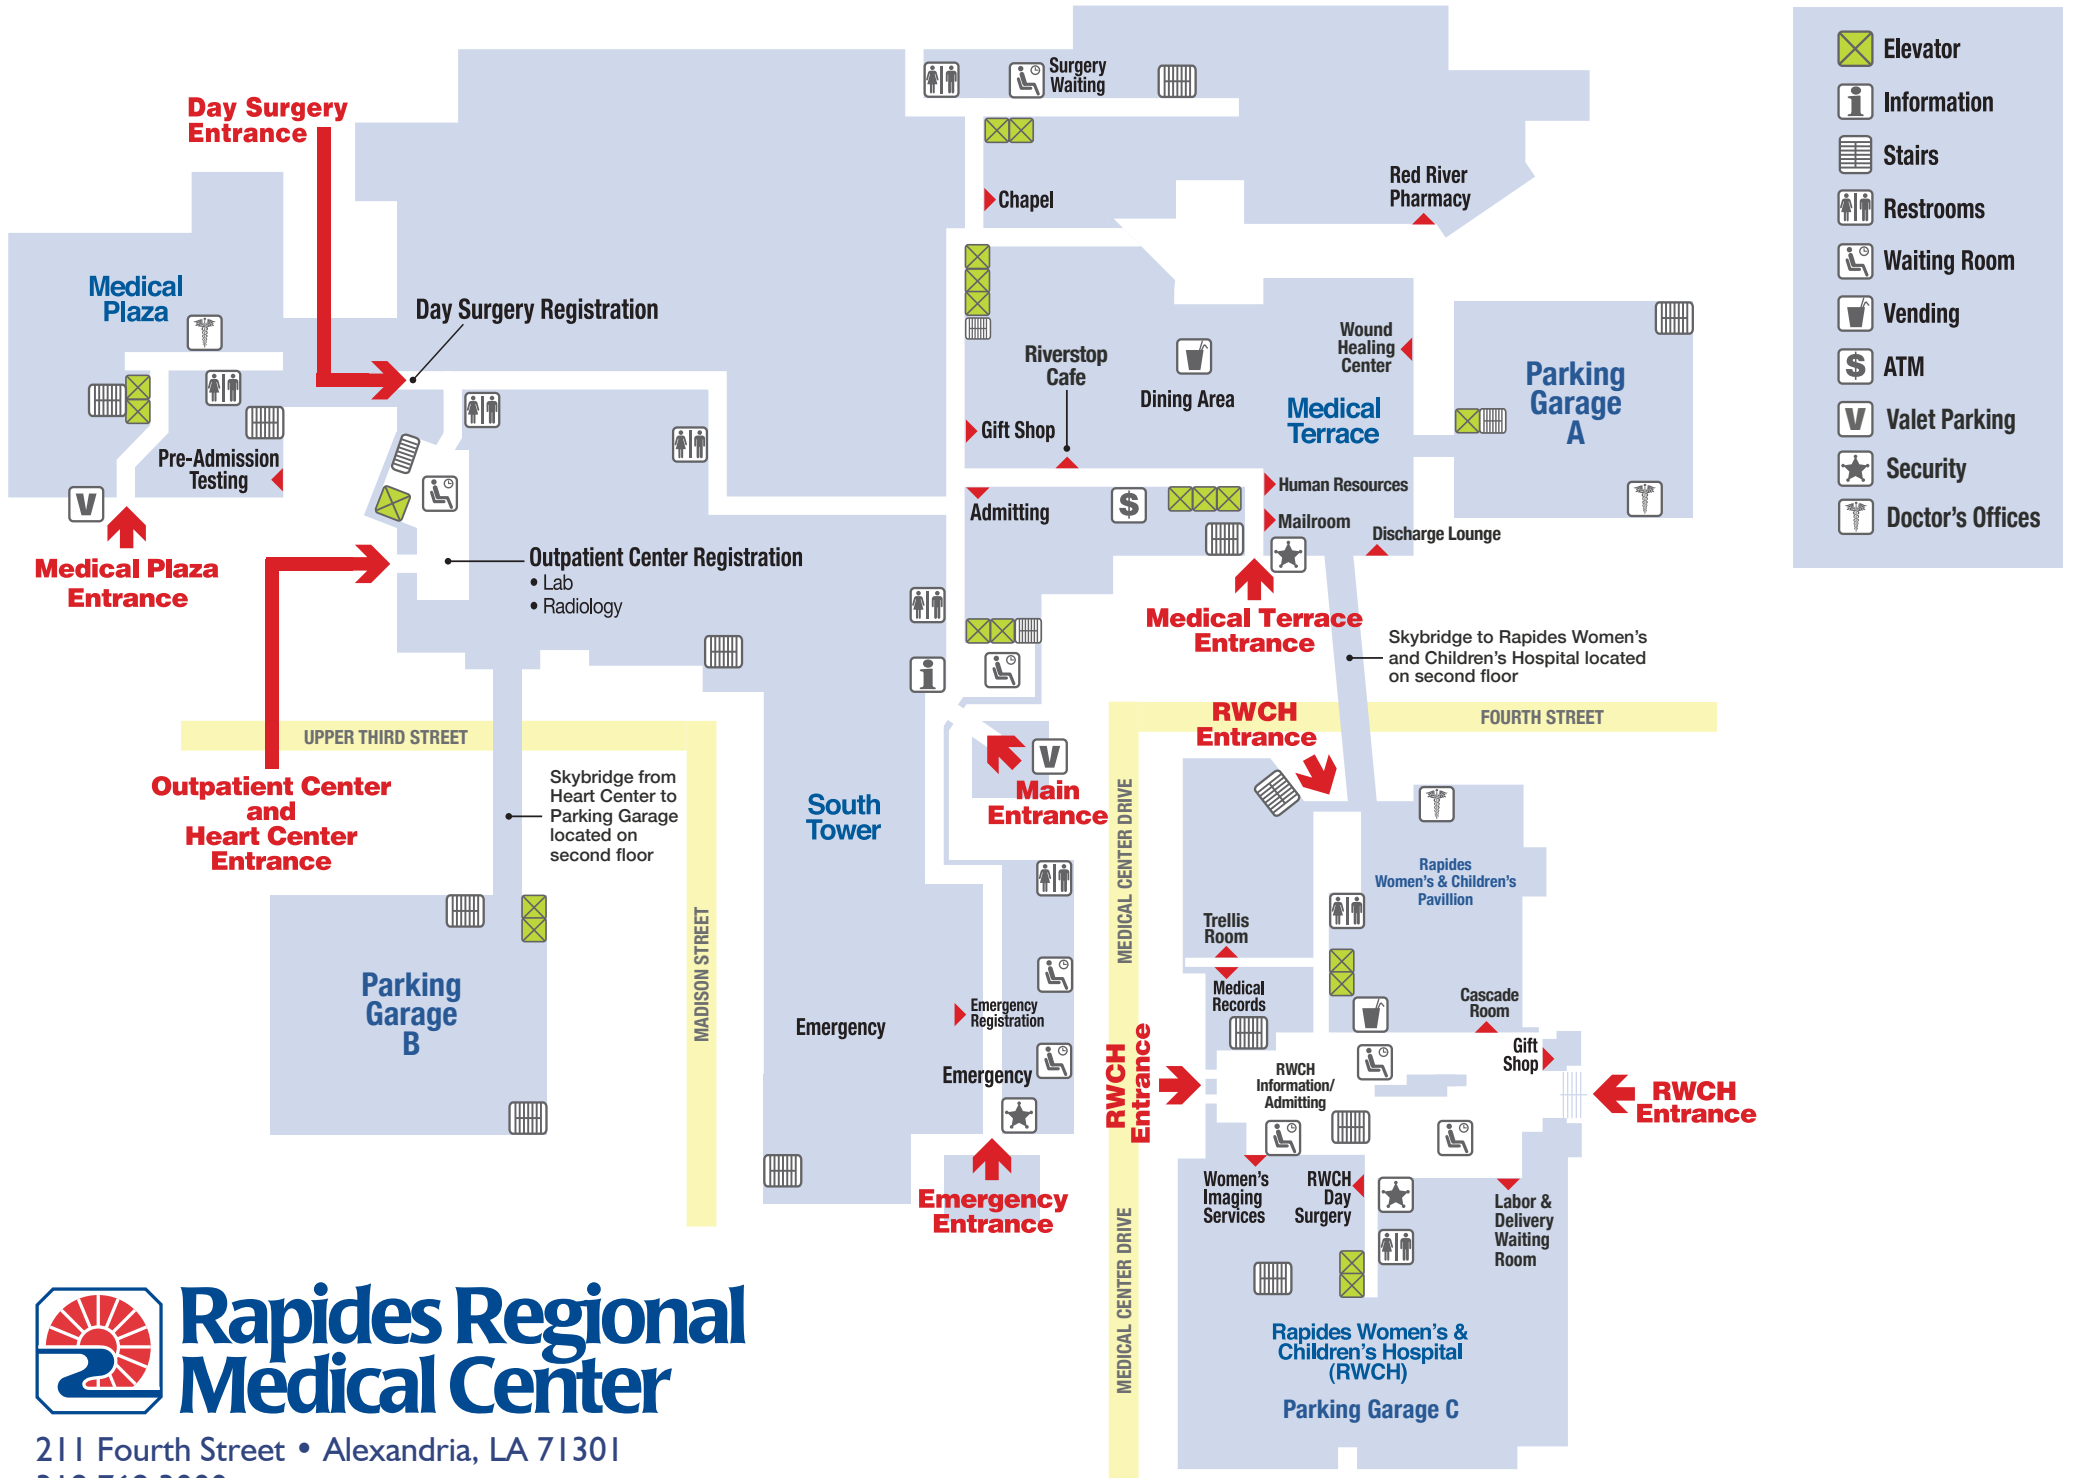 Day Surgery
Entrance
Surgery
Waiting
Chapel
Red River
Pharmacy
Elevator
Information
Stairs
Restrooms
Waiting Room
Vending
$
ATM
V
Valet Parking
Security
Doctor's Offices
Medical
Plaza
Day Surgery Registration
Riverstop
Cafe
Dining Area
Wound
Healing
Center
Medical
Terrace
Parking
Garage
A
Gift Shop
Pre-Admission
Testing
V
Medical Plaza
Entrance
Admitting
$
Human Resources
Mailroom
Discharge Lounge
Outpatient Center Registration
• Lab
• Radiology
Medical Terrace
Entrance
Skybridge to Rapides Women's
and Children's Hospital located
on second floor
UPPER THIRD STREET
FOURTH STREET
RWCH
Entrance
Outpatient Center
and
Heart Center
Entrance
Skybridge from
Heart Center to
Parking Garage
located on
second floor
South
Tower
V
Main
Entrance
MEDICAL CENTER DRIVE
Rapides
Women's & Children's
Pavillion
Trellis
Room
Medical
Records
Cascade
Room
Gift
Shop
MADISON STREET
Parking
Garage
B
Emergency
Emergency
Registration
Emergency
RWCH
Entrance
RWCH
Information/
Admitting
RWCH
Entrance
Emergency
Entrance
Women's
Imaging
Services
RWCH
Day
Surgery
Labor &
Delivery
Waiting
Room
MEDICAL CENTER DRIVE
Rapides Women's &
Children's Hospital
(RWCH)
Parking Garage C
Rapides Regional
Medical Center
211 Fourth Street • Alexandria, LA 71301